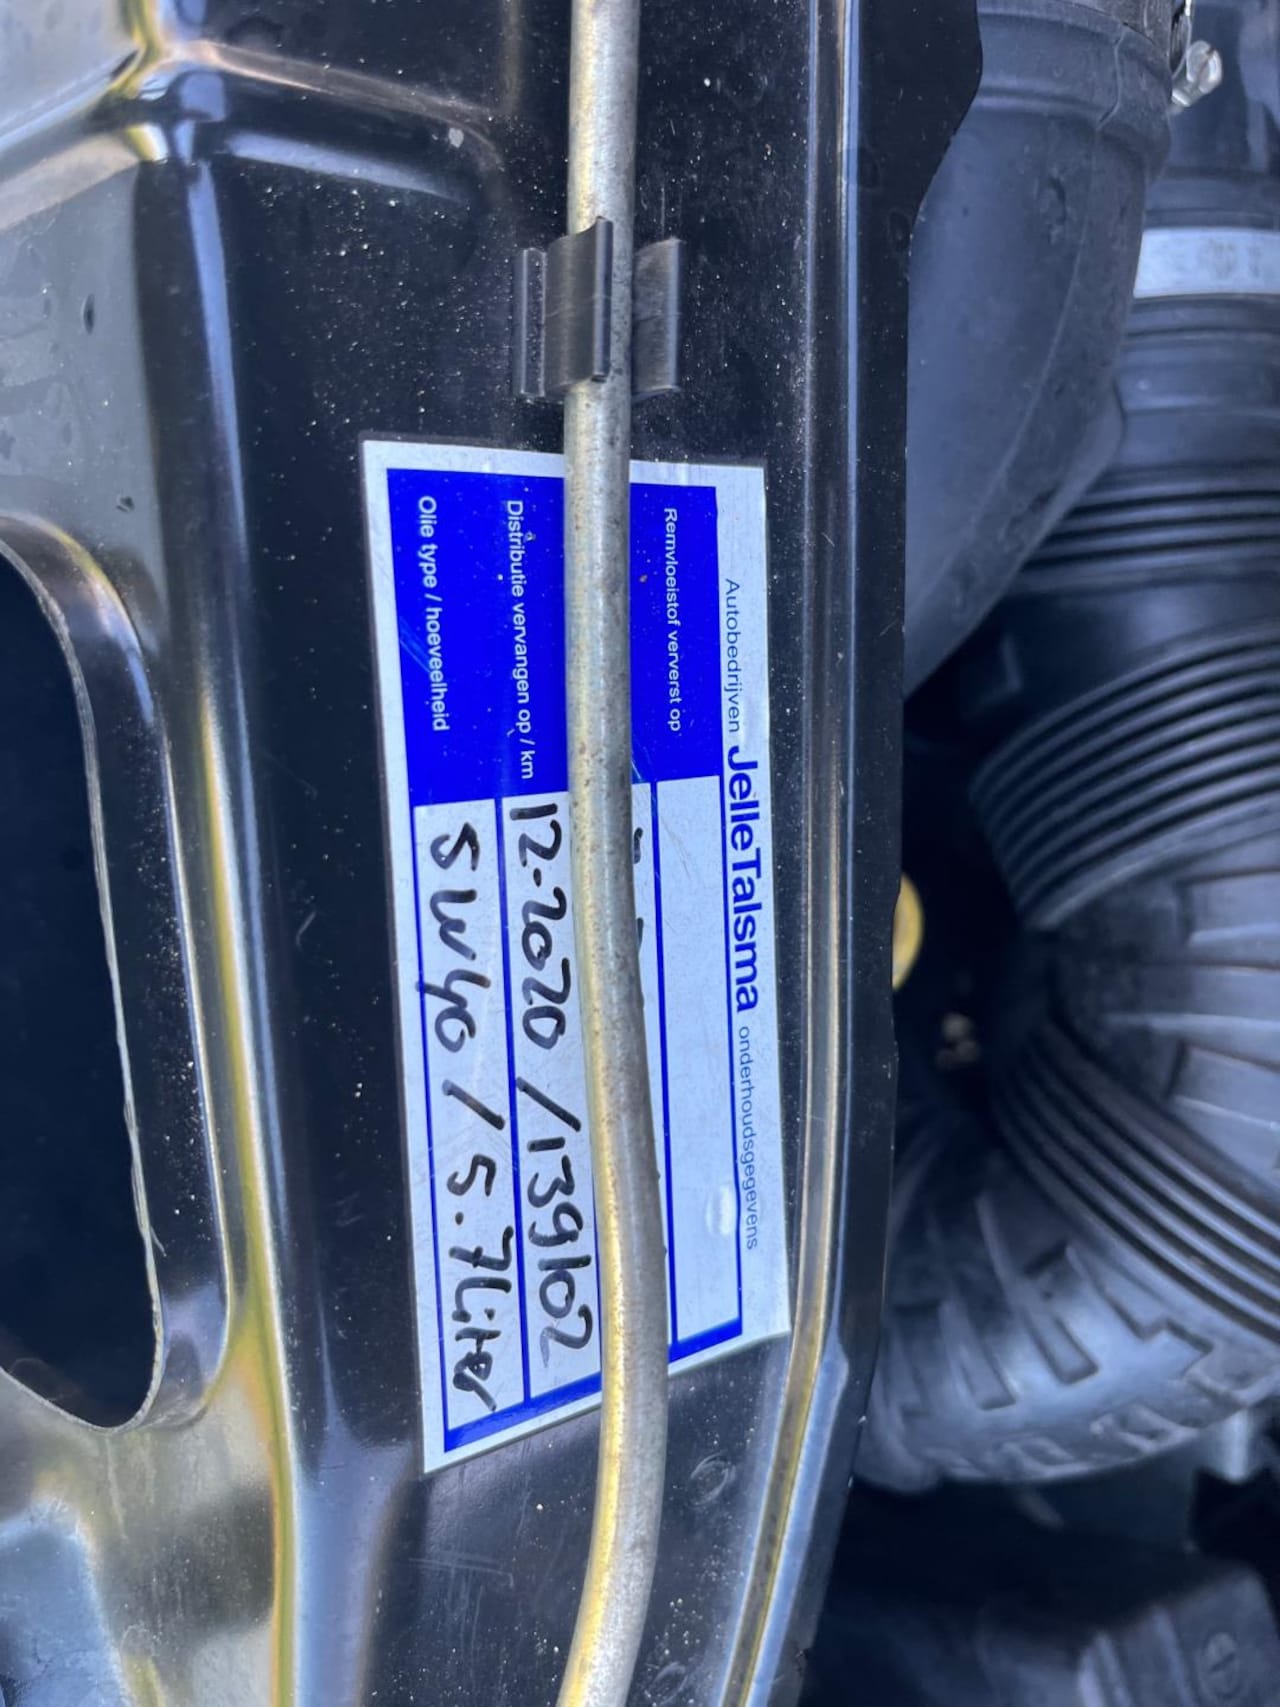 Autobedrijven JelleTalsma onderhoudsgegevens
Remvloeistof ververst op
Distributie vervangen op / km 12-2020 / 139102
Olie type / hoeveelheid 5W40 / 5.7Liter